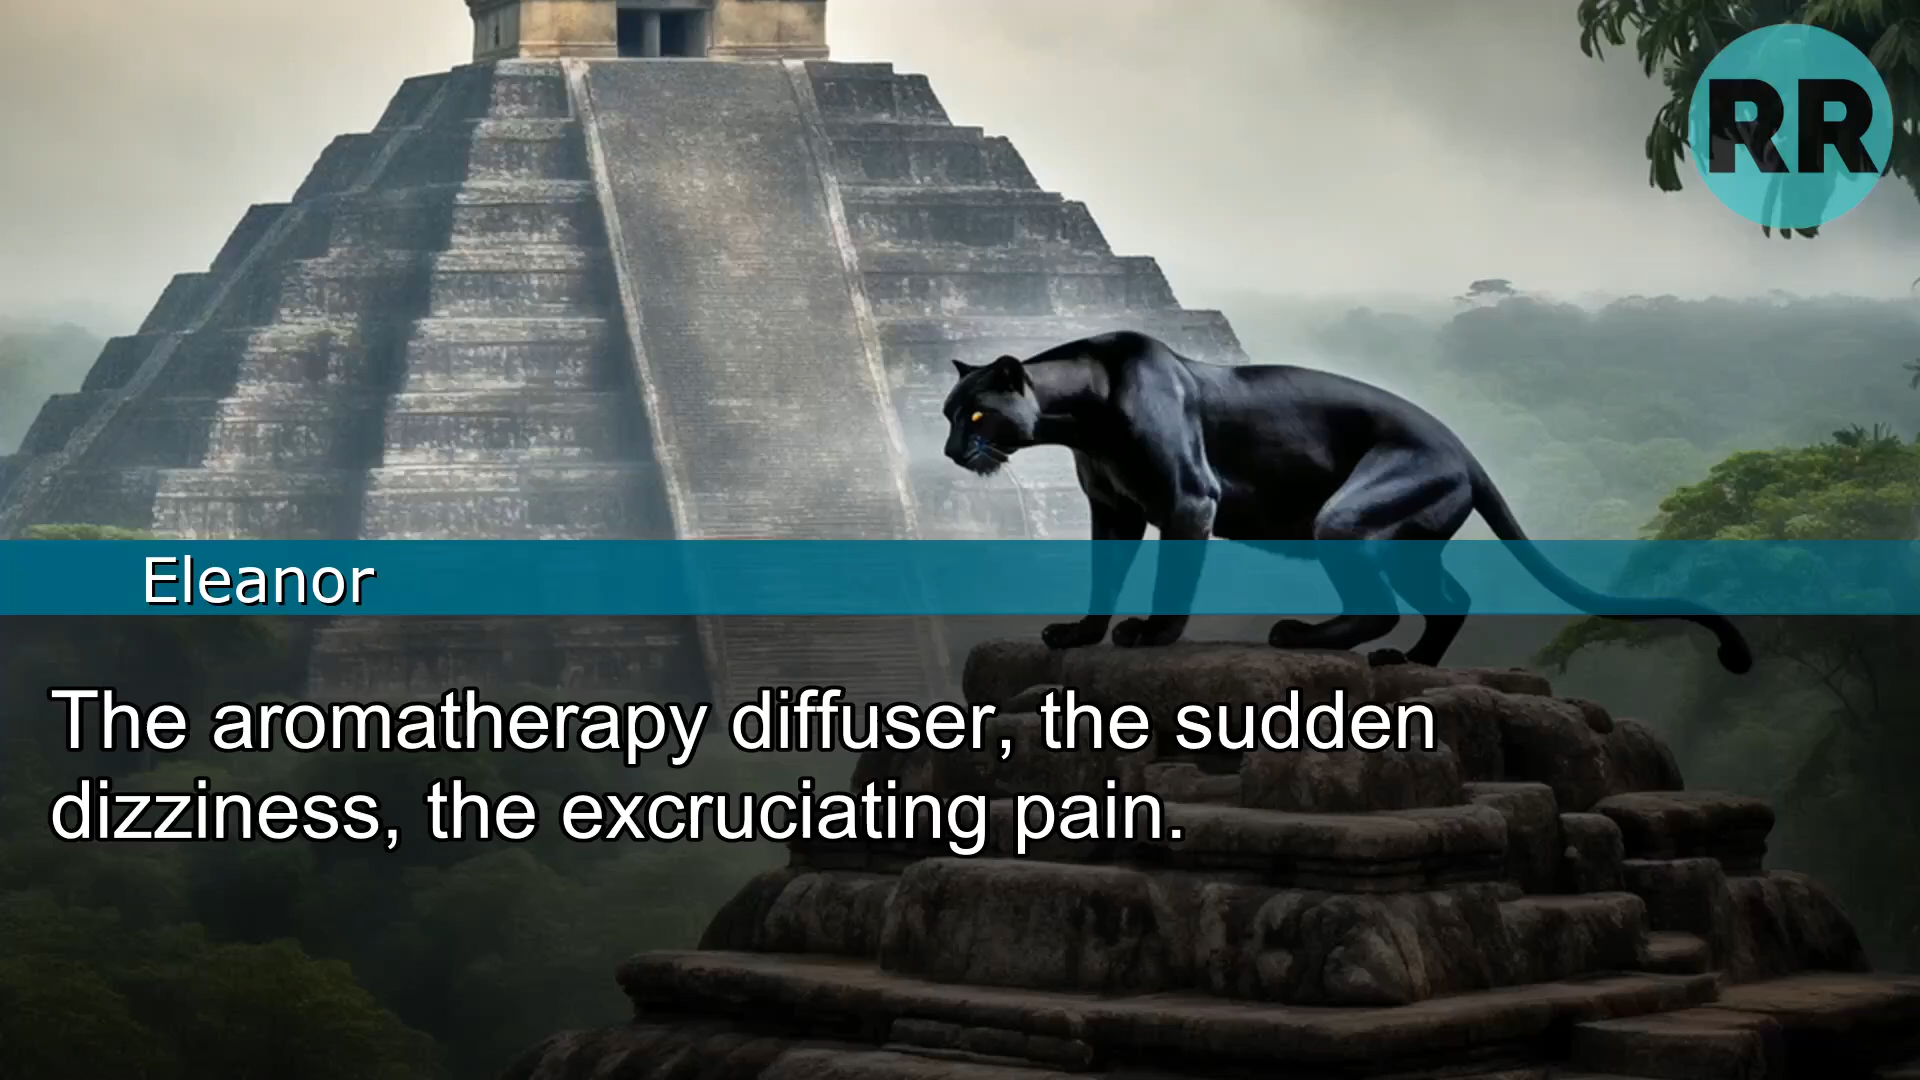 RR
Eleanor
The aromatherapy diffuser, the sudden
dizziness, the excruciating pain.